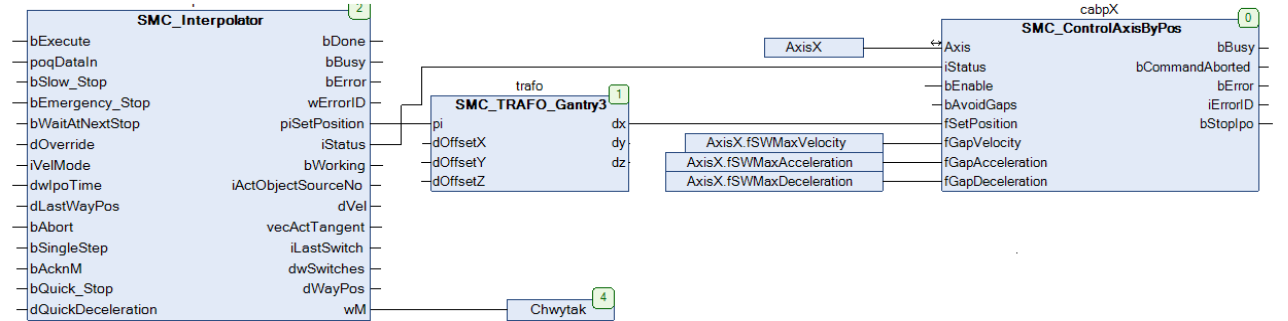 2
SMC_Interpolator
bExecute bDone
poqDataIn bBusy
bSlow_Stop bError
bEmergency_Stop wErrorID
bWaitAtNextStop piSetPosition
dOverride iStatus
iVelMode bWorking
dwIpoTime iActObjectSourceNo
dLastWayPos dVel
bAbort vecActTangent
bSingleStep iLastSwitch
bAcknM dwSwitches
bQuick_Stop dWayPos
dQuickDeceleration wM
trafo
1
SMC_TRAFO_Gantry3
pi dx
dOffsetX dy
dOffsetY dz
dOffsetZ
Chwytak
4
AxisX
AxisX.fSWMaxVelocity
AxisX.fSWMaxAcceleration
AxisX.fSWMaxDeceleration
cabpX
0
SMC_ControlAxisByPos
Axis bBusy
iStatus bCommandAborted
bEnable bError
bAvoidGaps iErrorID
fSetPosition bStopIpo
fGapVelocity
fGapAcceleration
fGapDeceleration